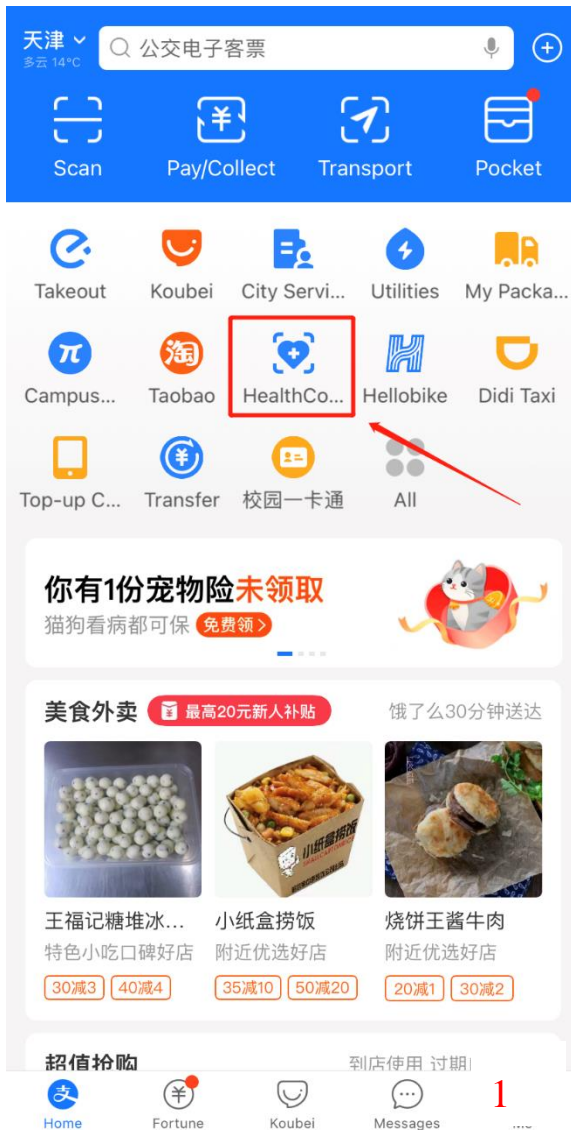 天津
公交电子客票
多云 14°C
Scan Pay/Collect Transport Pocket
Takeout Koubei City Servi... Utilities My Packa...
Campus... Taobao HealthCo... Hellobike Didi Taxi
Top-up C... Transfer 校园一卡通 All
你有1份宠物险未领取
猫狗看病都可保 免费领>
美食外卖 最高20元新人补贴 饿了么30分钟送达
小纸盒捞饭
王福记糖堆冰... 小纸盒捞饭 烧饼王酱牛肉
特色小吃口碑好店 附近优选好店 附近优选好店
30减3 40减4 35减10 50减20 20减1 30减2
超值抢购 到店使用 过期
1
Home Fortune Koubei Messages